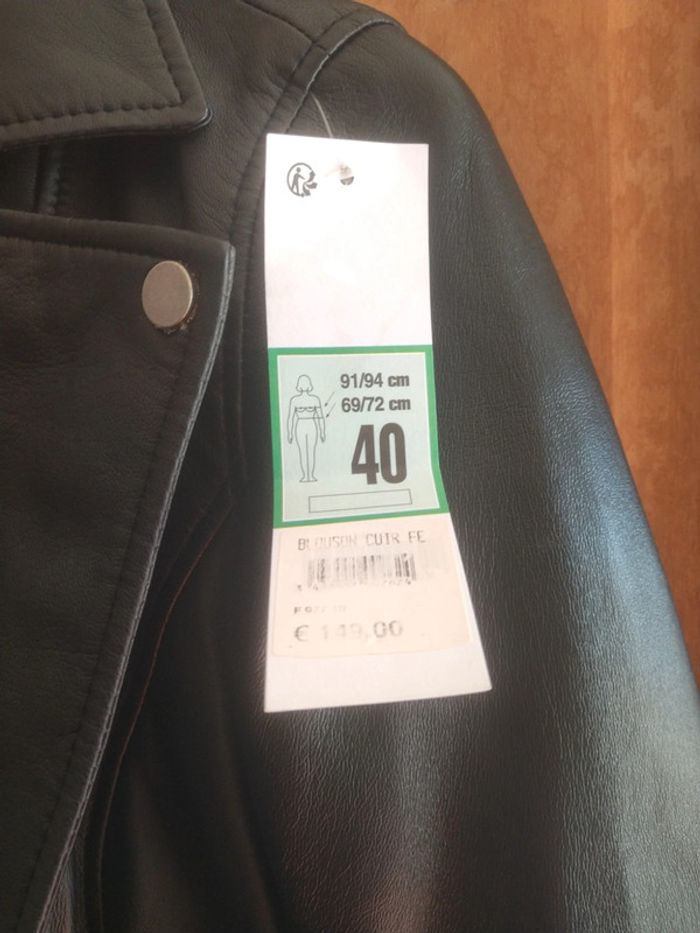 91/94 cm
69/72 cm
40
BLOUSON CUIR FE
€ 149,00